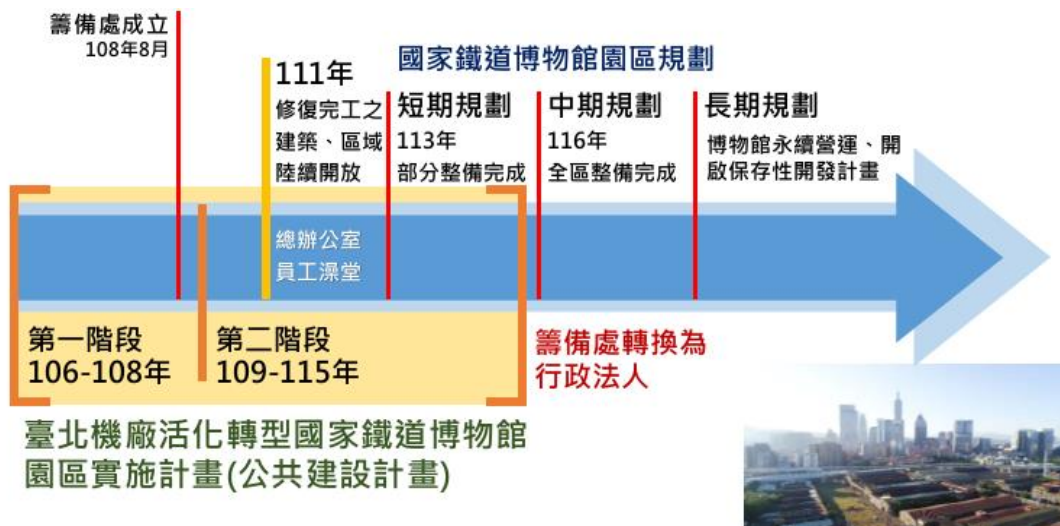 籌備處成立
108年8月
國家鐵道博物館園區規劃
111年
修復完工之
建築、區域
陸續開放
短期規劃
113年
部分整備完成
中期規劃
116年
全區整備完成
長期規劃
博物館永續營運、開
啟保存性開發計畫
總辦公室
員工澡堂
第一階段
106-108年
第二階段
109-115年
籌備處轉換為
行政法人
臺北機廠活化轉型國家鐵道博物館
園區實施計畫(公共建設計畫)